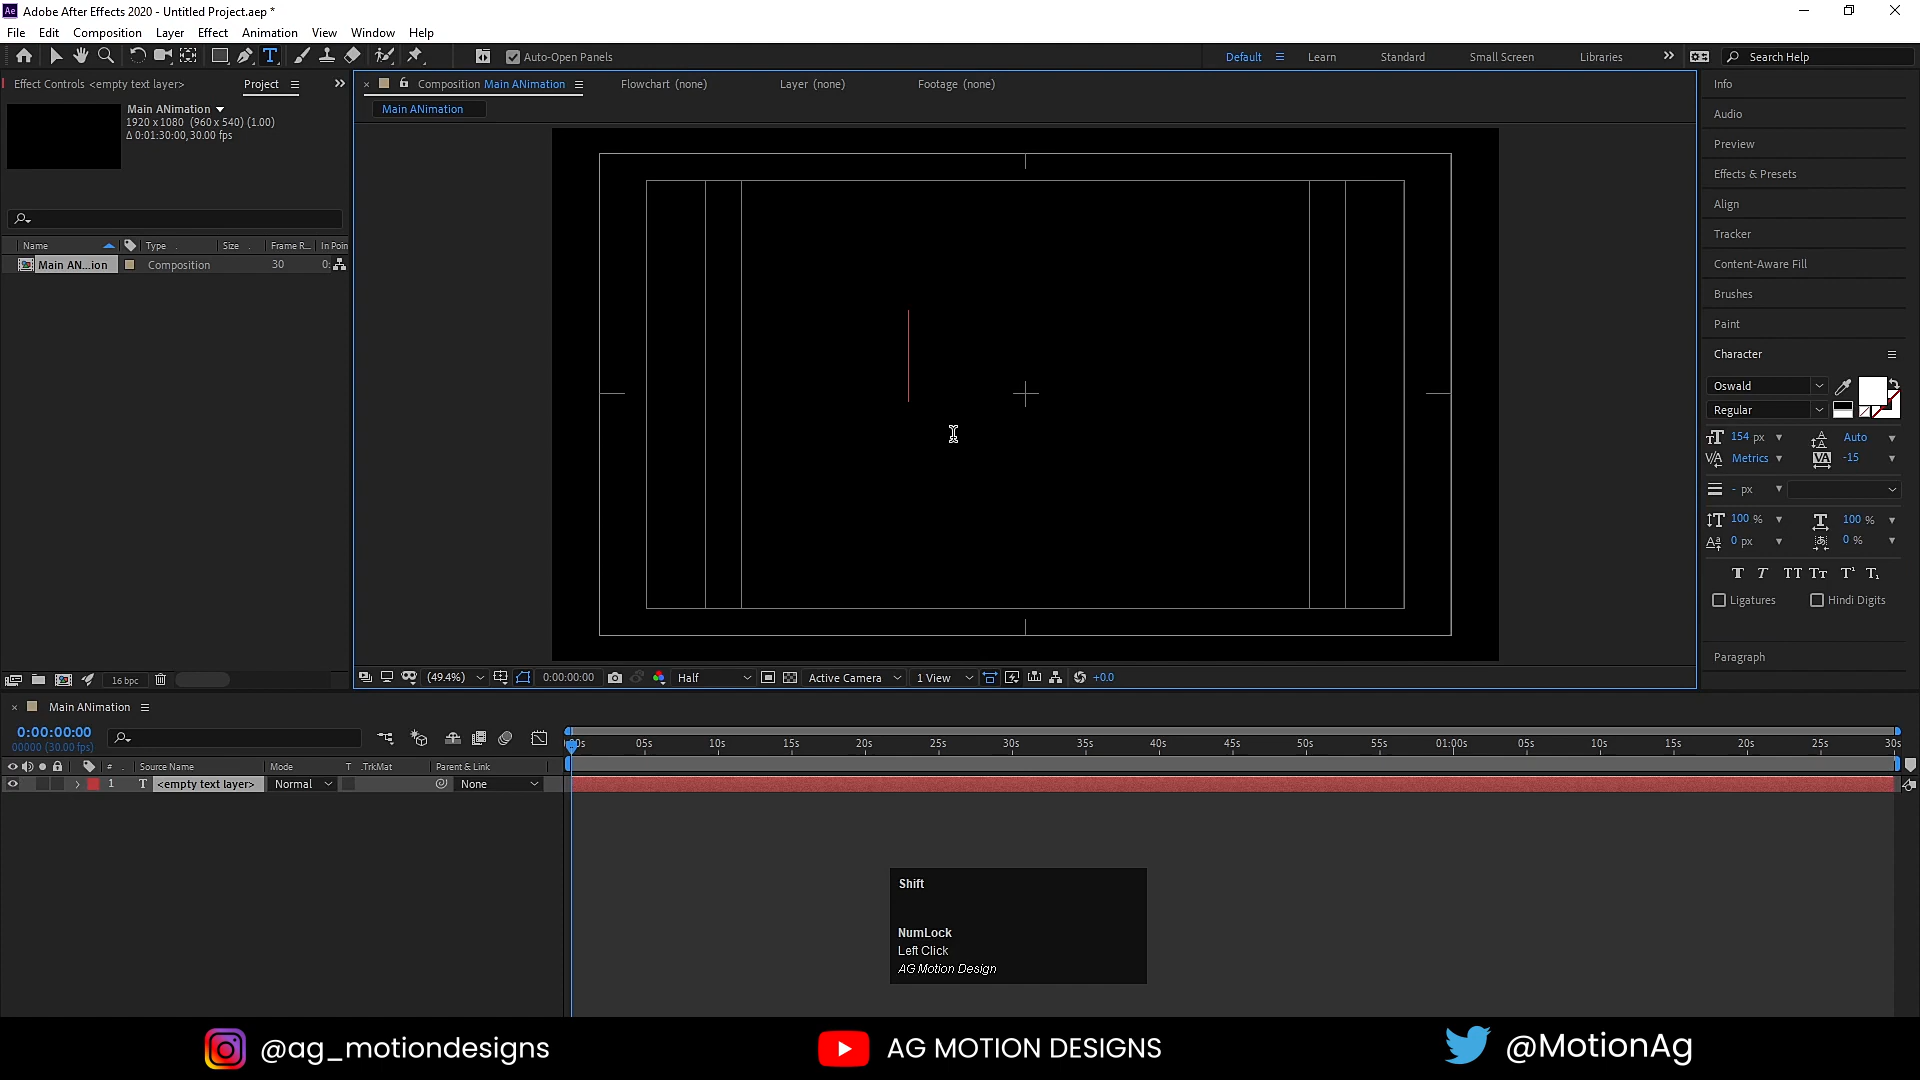 Ae Adobe After Effects 2020 - Untitled Project.aep *
File Edit Composition Layer Effect Animation View Window Help
T Auto-Open Panels Default Learn Standard Small Screen Libraries » Search Help
Effect Controls <empty text layer> Project »
Composition Main ANimation Flowchart (none) Layer (none) Footage (none)
Main ANimation
Main ANimation
1920 x 1080 (960 x 540) (1.00)
Δ 0:01:30:00, 30.00 fps
Name Type Size Frame R... In Poin
Main AN...ion Composition 30 0:
16 bpc
(49.4%) 0:00:00:00 Half Active Camera 1 View +0.0
Info
Audio
Preview
Effects & Presets
Align
Tracker
Content-Aware Fill
Brushes
Paint
Character
Oswald
Regular
154 px Auto
Metrics -15
- px
100 % 100 %
0 px 0 %
T T TT Tт T¹ T₁
Ligatures Hindi Digits
Paragraph
Main ANimation
0:00:00:00
00000 (30.00 fps)
:00s 05s 10s 15s 20s 25s 30s 35s 40s 45s 50s 55s 01:00s 05s 10s 15s 20s 25s 30s
# Source Name Mode T .TrkMat Parent & Link
1 T <empty text layer> Normal None
Shift
NumLock
Left Click
AG Motion Design
@ag_motiondesigns AG MOTION DESIGNS @MotionAg